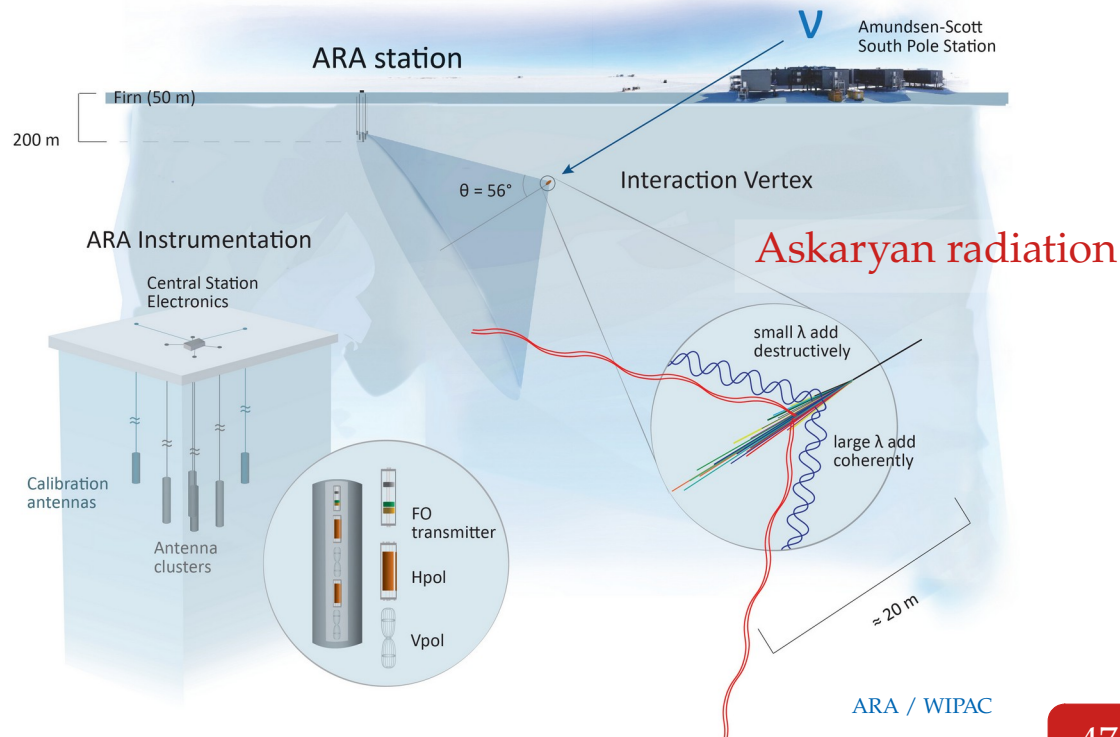 ν
Amundsen-Scott
South Pole Station
ARA station
Firn (50 m)
200 m
θ = 56°
Interaction Vertex
Askaryan radiation
ARA Instrumentation
Central Station
Electronics
small λ add
destructively
large λ add
coherently
Calibration
antennas
Antenna
clusters
FO
transmitter
Hpol
Vpol
≈ 20 m
ARA / WIPAC